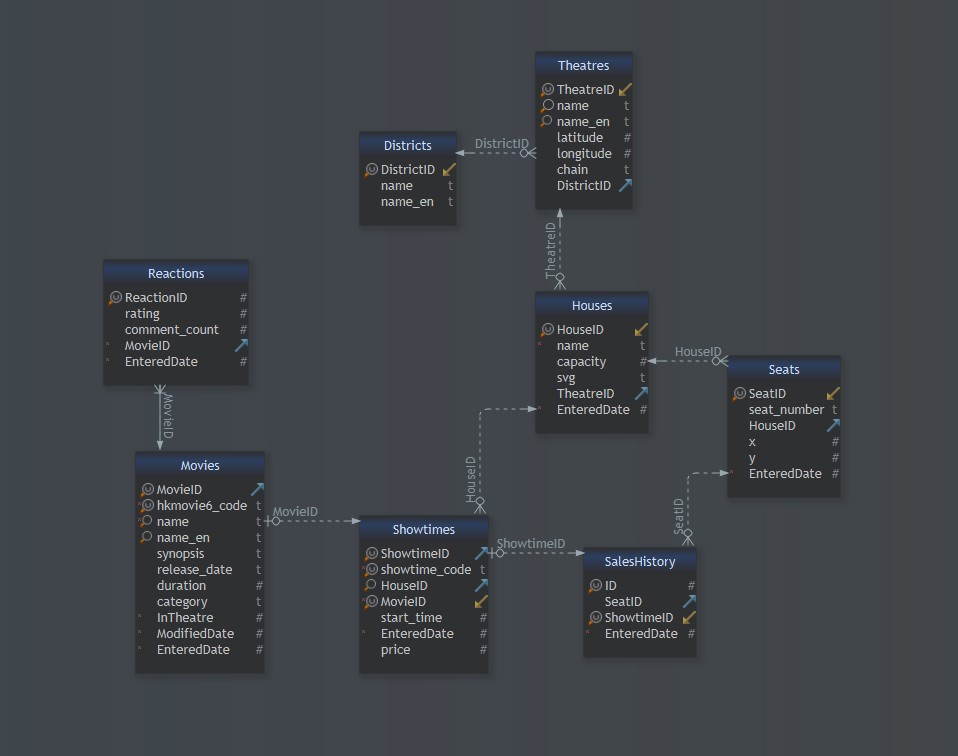 Theatres
TheatreID
name t
name_en t
latitude #
longitude #
chain t
DistrictID
DistrictID
Districts
DistrictID
name t
name_en t
TheatreID
Reactions
ReactionID #
rating #
comment_count #
MovieID
EnteredDate #
Houses
HouseID
name t
capacity #
svg t
TheatreID
EnteredDate #
HouseID
Seats
SeatID
seat_number t
HouseID
x #
y #
EnteredDate #
MovieID
Movies
MovieID
hkmovie6_code t
name t
name_en t
synopsis t
release_date t
duration #
category t
InTheatre #
ModifiedDate #
EnteredDate #
MovieID
HouseID
Showtimes
ShowtimeID
showtime_code t
HouseID
MovieID
start_time #
EnteredDate #
price #
ShowtimeID
SeatID
SalesHistory
ID #
SeatID
ShowtimeID
EnteredDate #